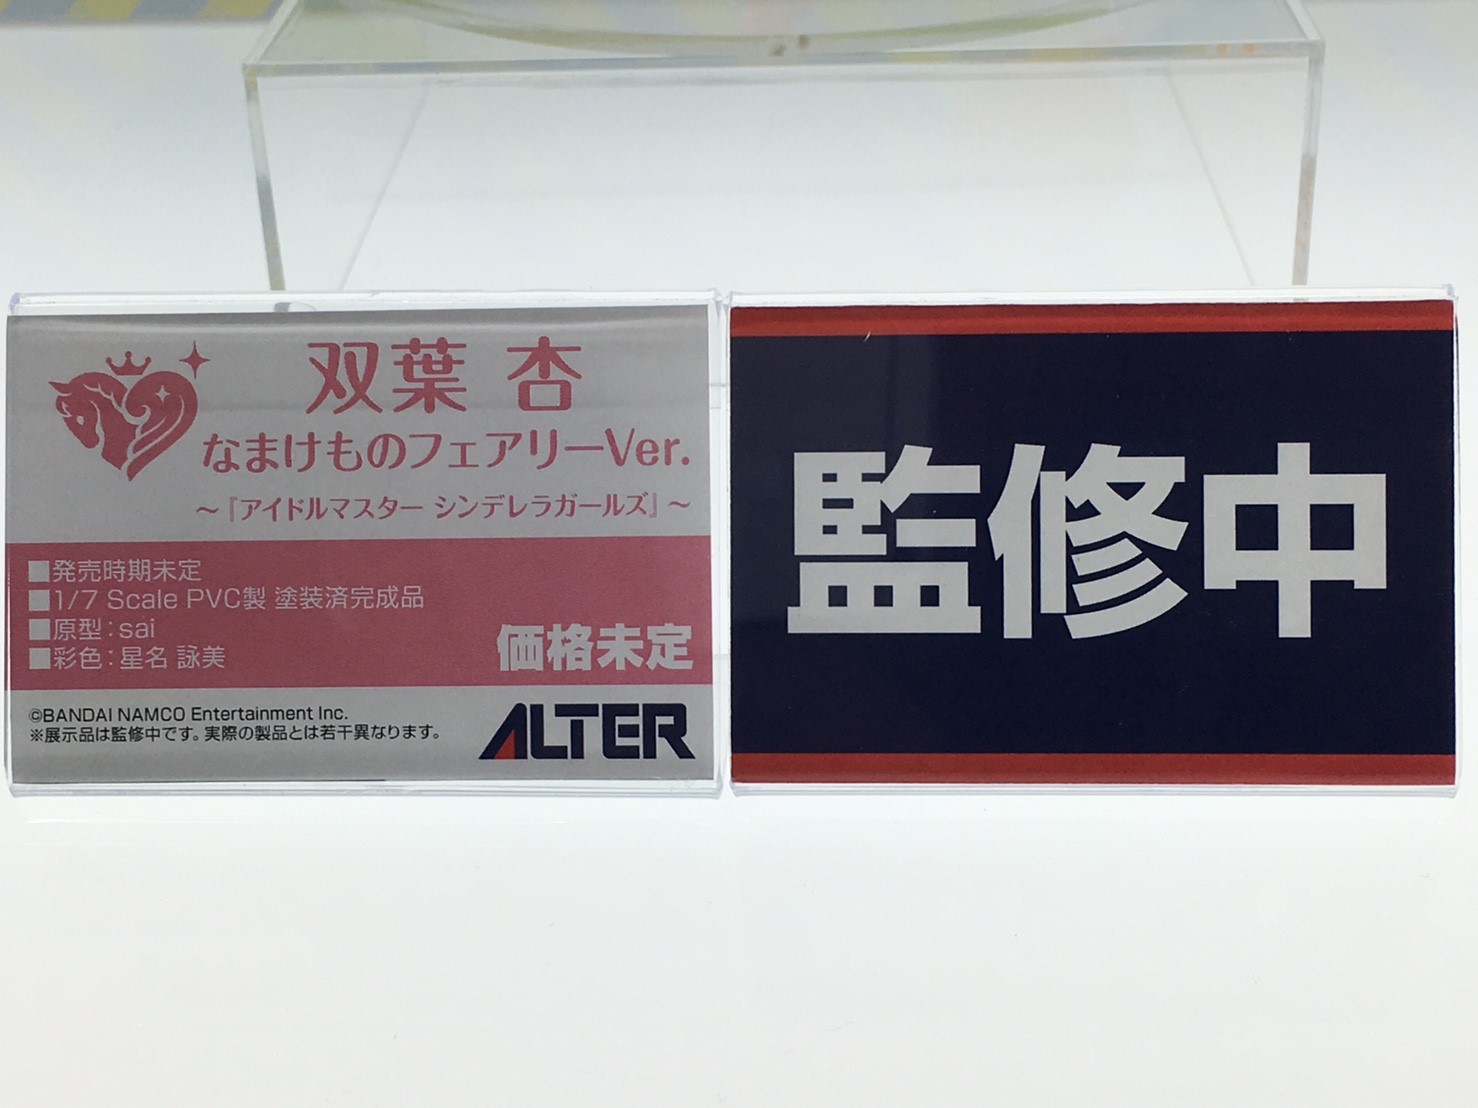 双葉 杏
なまけものフェアリーVer.
～『アイドルマスター シンデレラガールズ』～
■発売時期未定
■1/7 Scale PVC製 塗装済完成品
■原型：sai
■彩色：星名 詠美
価格未定
©BANDAI NAMCO Entertainment Inc.
※展示品は監修中です。実際の製品とは若干異なります。
ALTER
監修中